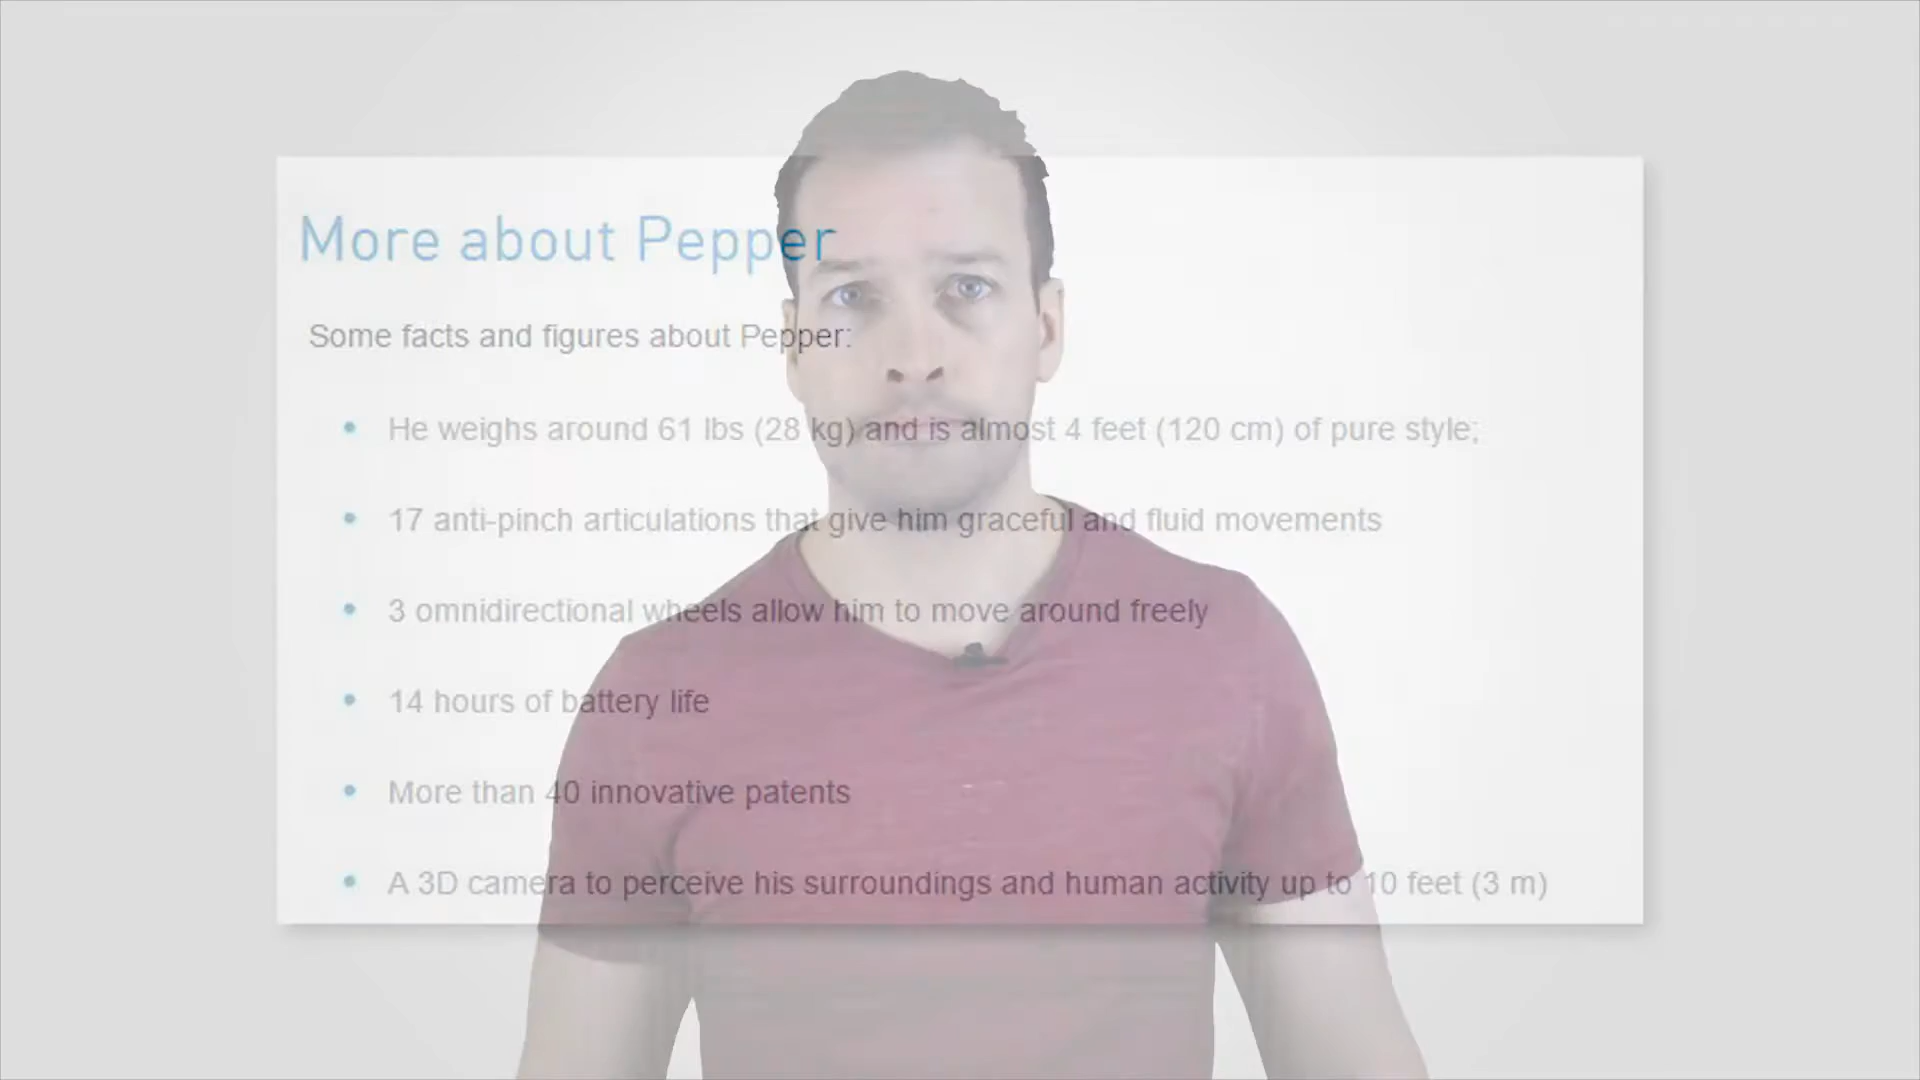 More about Pepper
Some facts and figures about Pepper:
He weighs around 61 lbs (28 kg) and is almost 4 feet (120 cm) of pure style;
17 anti-pinch articulations that give him graceful and fluid movements
3 omnidirectional wheels allow him to move around freely
14 hours of battery life
More than 40 innovative patents
A 3D camera to perceive his surroundings and human activity up to 10 feet (3 m)